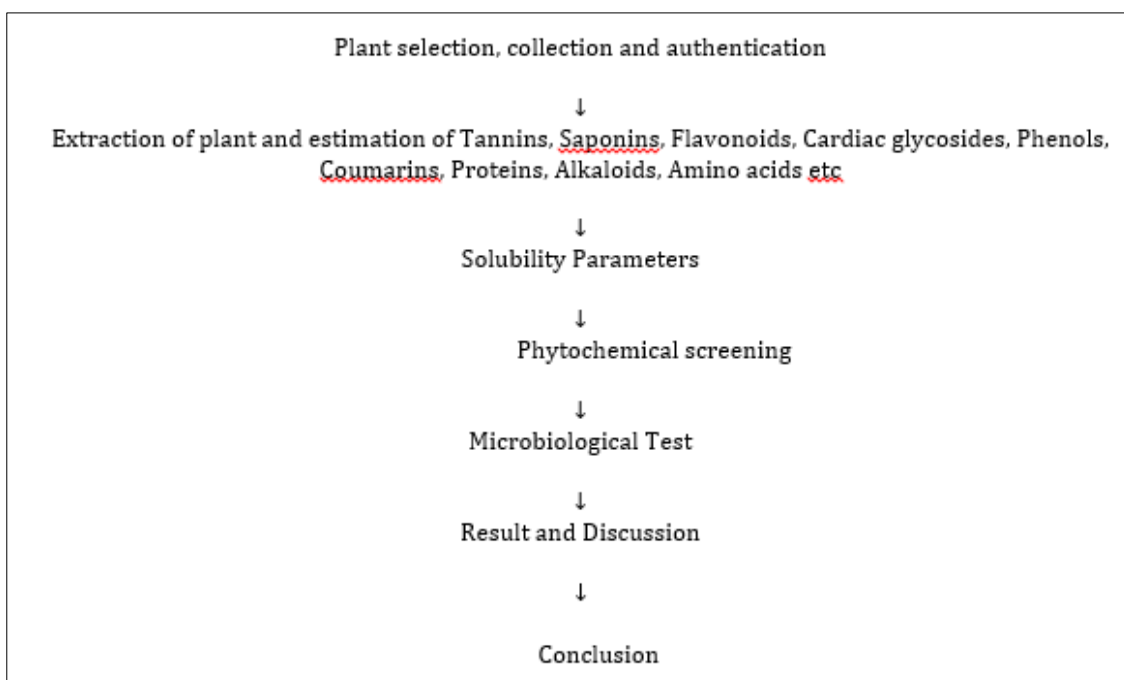 Plant selection, collection and authentication
↓
Extraction of plant and estimation of Tannins, Saponins, Flavonoids, Cardiac glycosides, Phenols,
Coumarins, Proteins, Alkaloids, Amino acids etc
↓
Solubility Parameters
↓
Phytochemical screening
↓
Microbiological Test
↓
Result and Discussion
↓
Conclusion